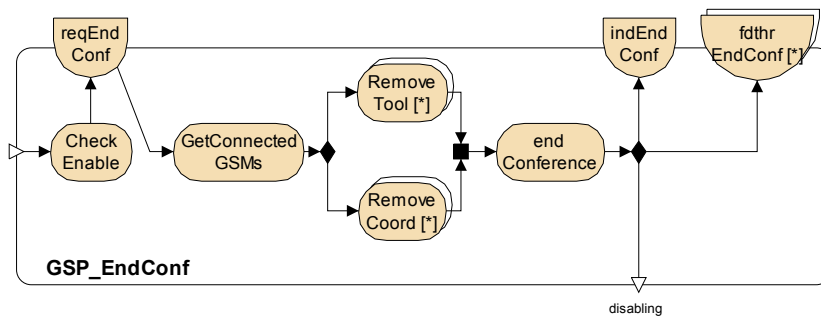 reqEnd
Conf
indEnd
Conf
fdthr
EndConf [*]
Remove
Tool [*]
Check
Enable
GetConnected
GSMs
end
Conference
Remove
Coord [*]
GSP_EndConf
disabling